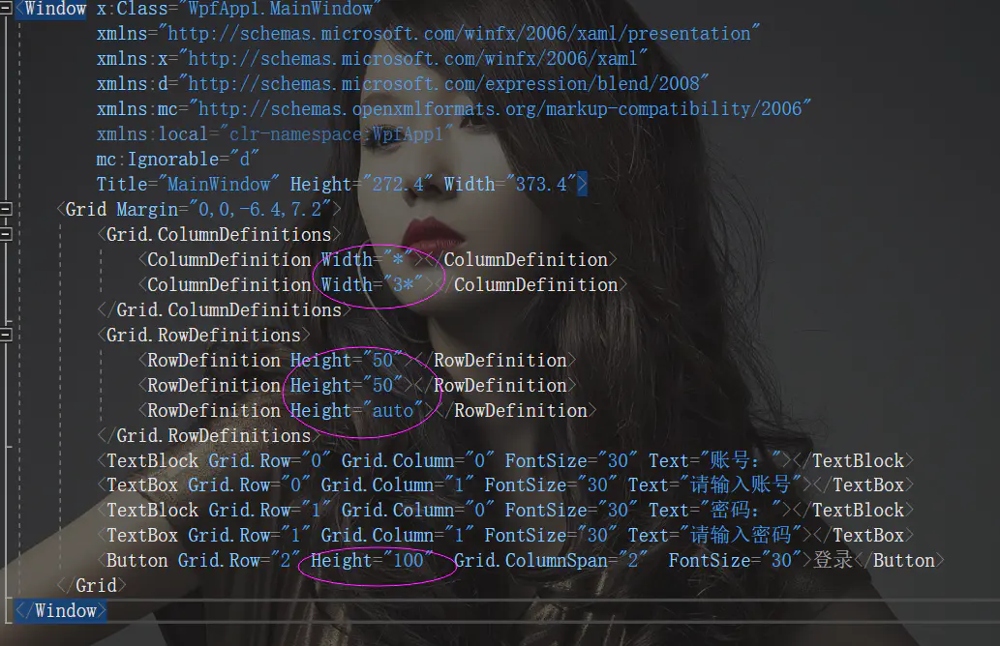 <Window x:Class="WpfApp1.MainWindow"
xmlns="http://schemas.microsoft.com/winfx/2006/xaml/presentation"
xmlns:x="http://schemas.microsoft.com/winfx/2006/xaml"
xmlns:d="http://schemas.microsoft.com/expression/blend/2008"
xmlns:mc="http://schemas.openxmlformats.org/markup-compatibility/2006"
xmlns:local="clr-namespace:WpfApp1"
mc:Ignorable="d"
Title="MainWindow" Height="272.4" Width="373.4">
<Grid Margin="0,0,-6.4,7.2">
<Grid.ColumnDefinitions>
<ColumnDefinition Width="*"></ColumnDefinition>
<ColumnDefinition Width="3*"></ColumnDefinition>
</Grid.ColumnDefinitions>
<Grid.RowDefinitions>
<RowDefinition Height="50"></RowDefinition>
<RowDefinition Height="50"></RowDefinition>
<RowDefinition Height="auto"></RowDefinition>
</Grid.RowDefinitions>
<TextBlock Grid.Row="0" Grid.Column="0" FontSize="30" Text="账号："></TextBlock>
<TextBox Grid.Row="0" Grid.Column="1" FontSize="30" Text="请输入账号"></TextBox>
<TextBlock Grid.Row="1" Grid.Column="0" FontSize="30" Text="密码："></TextBlock>
<TextBox Grid.Row="1" Grid.Column="1" FontSize="30" Text="请输入密码"></TextBox>
<Button Grid.Row="2" Height="100" Grid.ColumnSpan="2" FontSize="30">登录</Button>
</Grid>
</Window>